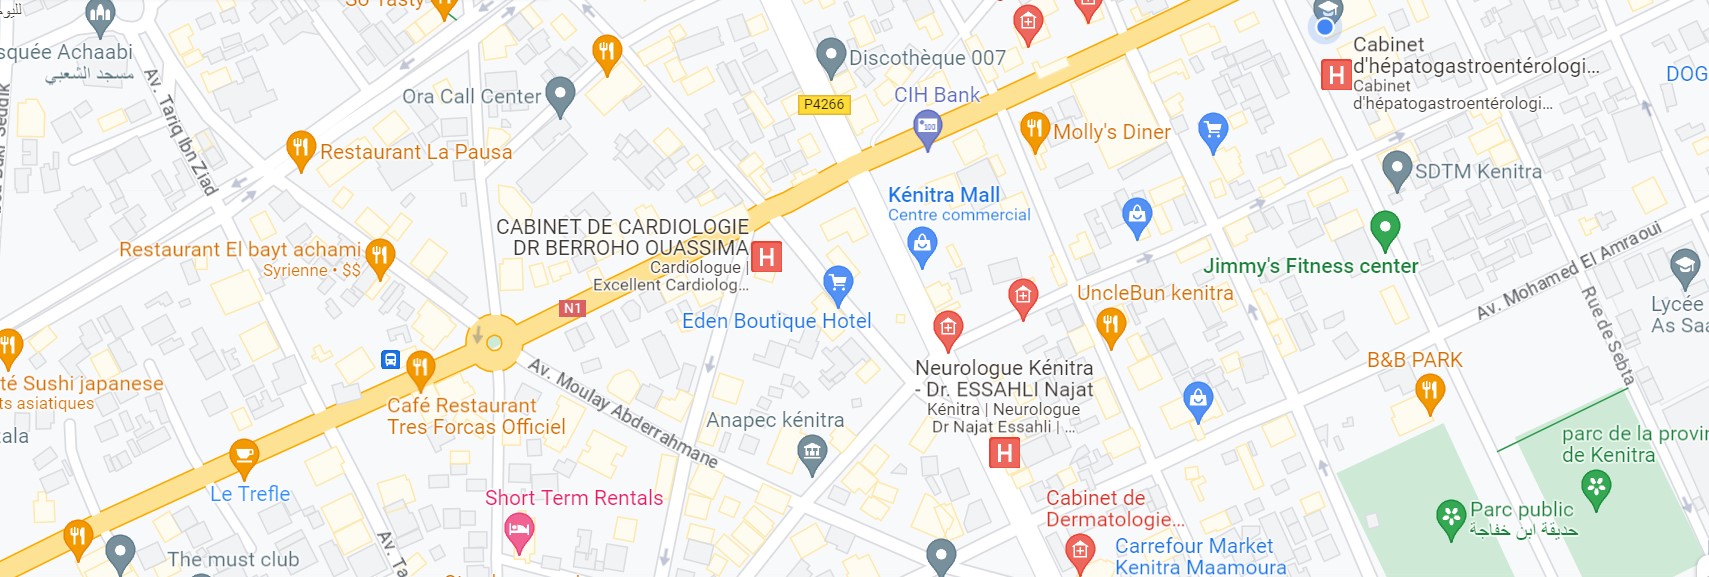 So Tasty
squée Achaabi
مسجد الشعبي
Av. Tariq Ibn Ziad
Seddik
Ora Call Center
Discothèque 007
P4266
CIH Bank
100
Cabinet
d'hépatogastroentérologi...
Cabinet
d'hépatogastroentérologi...
H
DOG
Restaurant La Pausa
Molly's Diner
SDTM Kenitra
Kénitra Mall
Centre commercial
CABINET DE CARDIOLOGIE
DR BERROHO OUASSIMA
Cardiologue |
Excellent Cardiolog...
H
Restaurant El bayt achami
Syrienne • $$
Jimmy's Fitness center
Av. Mohamed El Amraoui
Rue de Sebta
Lycée
As Saa
N1
Eden Boutique Hotel
UncleBun kenitra
té Sushi japanese
ts asiatiques
Café Restaurant
Tres Forcas Officiel
Av. Moulay Abderrahmane
Neurologue Kénitra
- Dr. ESSAHLI Najat
Kénitra | Neurologue
Dr Najat Essahli | ...
H
B&B PARK
Anapec kénitra
ala
parc de la provin
de Kenitra
Le Trefle
Short Term Rentals
Cabinet de
Dermatologie...
Parc public
حديقة ابن خفاجة
The must club
Av. Ta
Carrefour Market
Kenitra Maamoura